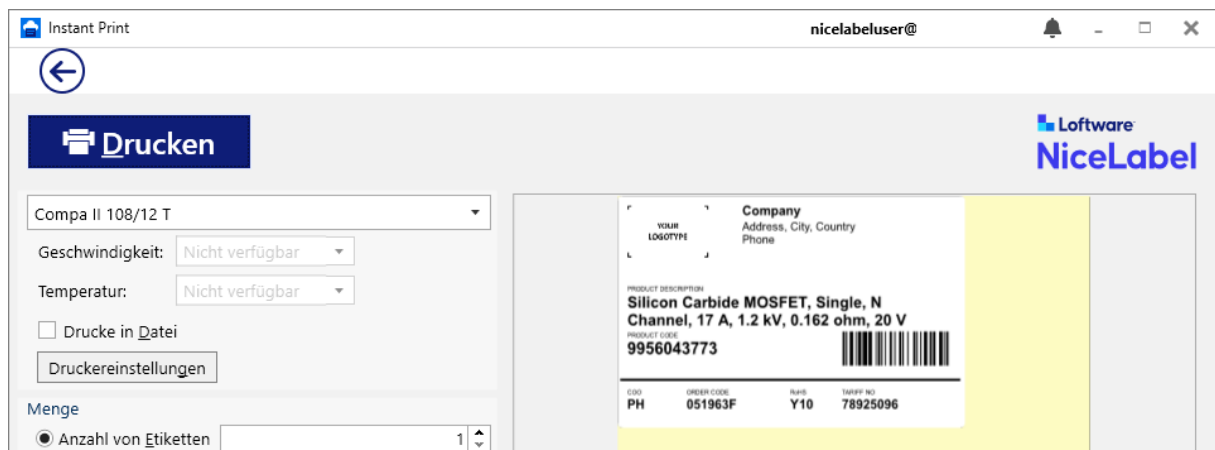 Instant Print
nicelabeluser@
Drucken
Loftware
NiceLabel
Compa II 108/12 T
Geschwindigkeit: Nicht verfügbar
Temperatur: Nicht verfügbar
Drucke in Datei
Druckereinstellungen
Menge
Anzahl von Etiketten 1
YOUR
LOGOTYPE
Company
Address, City, Country
Phone
PRODUCT DESCRIPTION
Silicon Carbide MOSFET, Single, N
Channel, 17 A, 1.2 kV, 0.162 ohm, 20 V
PRODUCT CODE
9956043773
COO ORDER CODE RoHS TARIFF NO
PH 051963F Y10 78925096